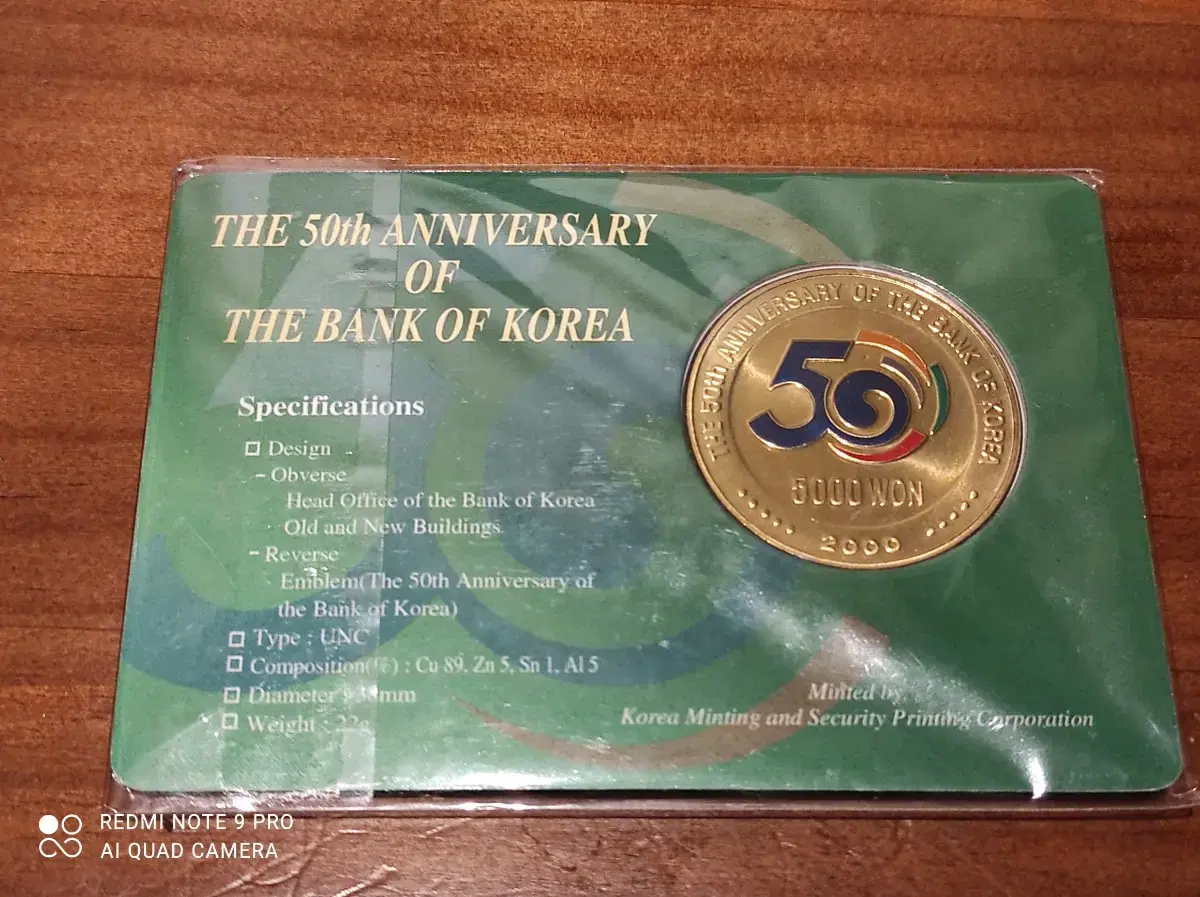 THE 50th ANNIVERSARY
OF
THE BANK OF KOREA
Specifications
□ Design
- Obverse
Head Office of the Bank of Korea
Old and New Buildings
- Reverse
Emblem(The 50th Anniversary of
the Bank of Korea)
□ Type : UNC
□ Composition(%) : Cu 89, Zn 5, Sn 1, Al 5
□ Diameter :
□ Weight : 22g
THE 50th ANNIVERSARY OF THE BANK OF KOREA
50
5000 WON
2000
Minted by,
Korea Minting and Security Printing Corporation
REDMI NOTE 9 PRO
AI QUAD CAMERA